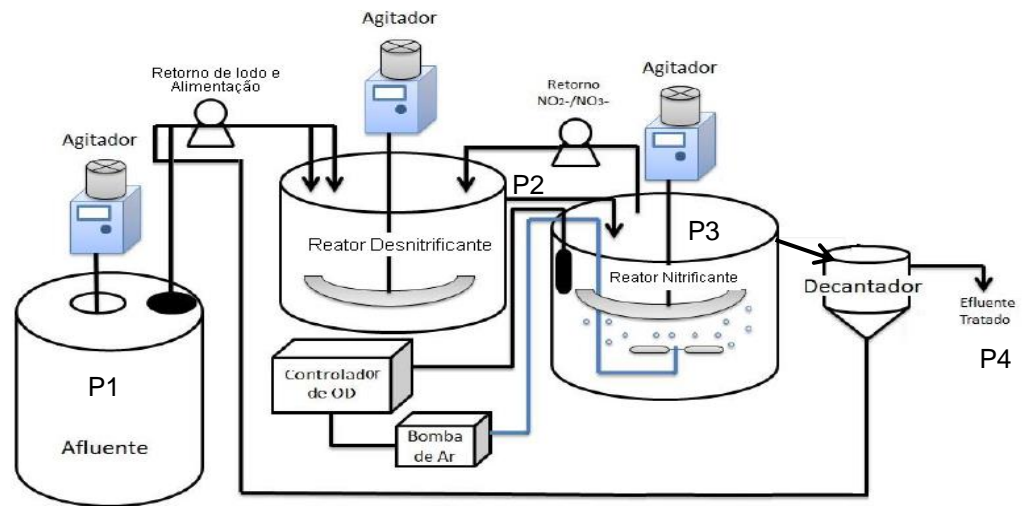 Agitador
Retorno de lodo e
Alimentação
Agitador
Retorno
NO2-/NO3-
Agitador
P2
P3
Reator Desnitrificante
Reator Nitrificante
Decantador
Efluente
Tratado
P4
Controlador
de OD
Bomba
de Ar
P1
Afluente